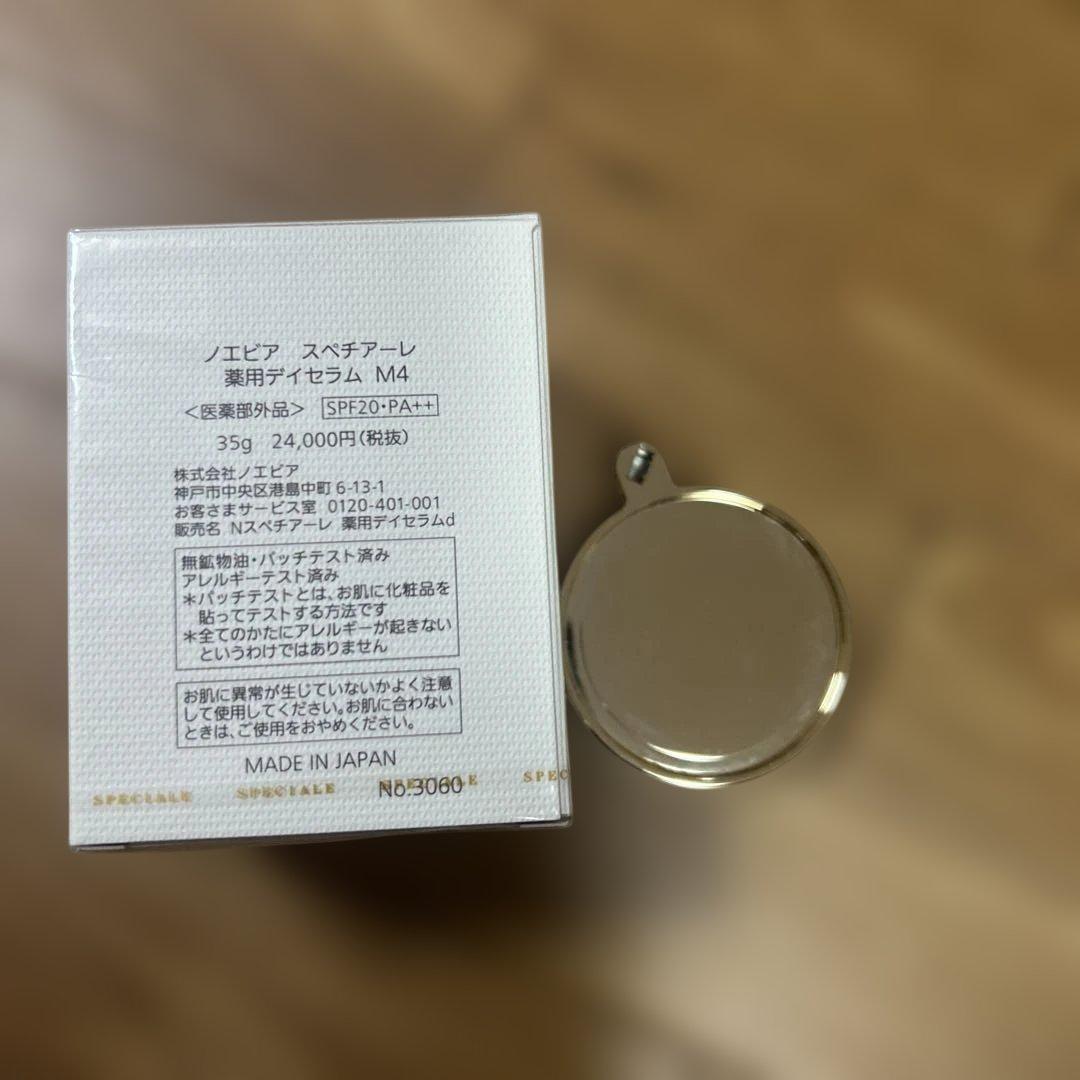 ノエビア　スペチアーレ
薬用デイセラム M4
＜医薬部外品＞ SPF20・PA++
35g 24,000円（税抜）
株式会社ノエビア
神戸市中央区港島中町 6-13-1
お客さまサービス室 0120-401-001
販売名 Nスペチアーレ 薬用デイセラムd
無鉱物油・パッチテスト済み
アレルギーテスト済み
＊パッチテストとは、お肌に化粧品を
貼ってテストする方法です
＊全てのかたにアレルギーが起きない
というわけではありません
お肌に異常が生じていないかよく注意
して使用してください。お肌に合わない
ときは、ご使用をおやめください。
MADE IN JAPAN
No.3060
SPECIALE SPECIALE SPECIALE SPEC